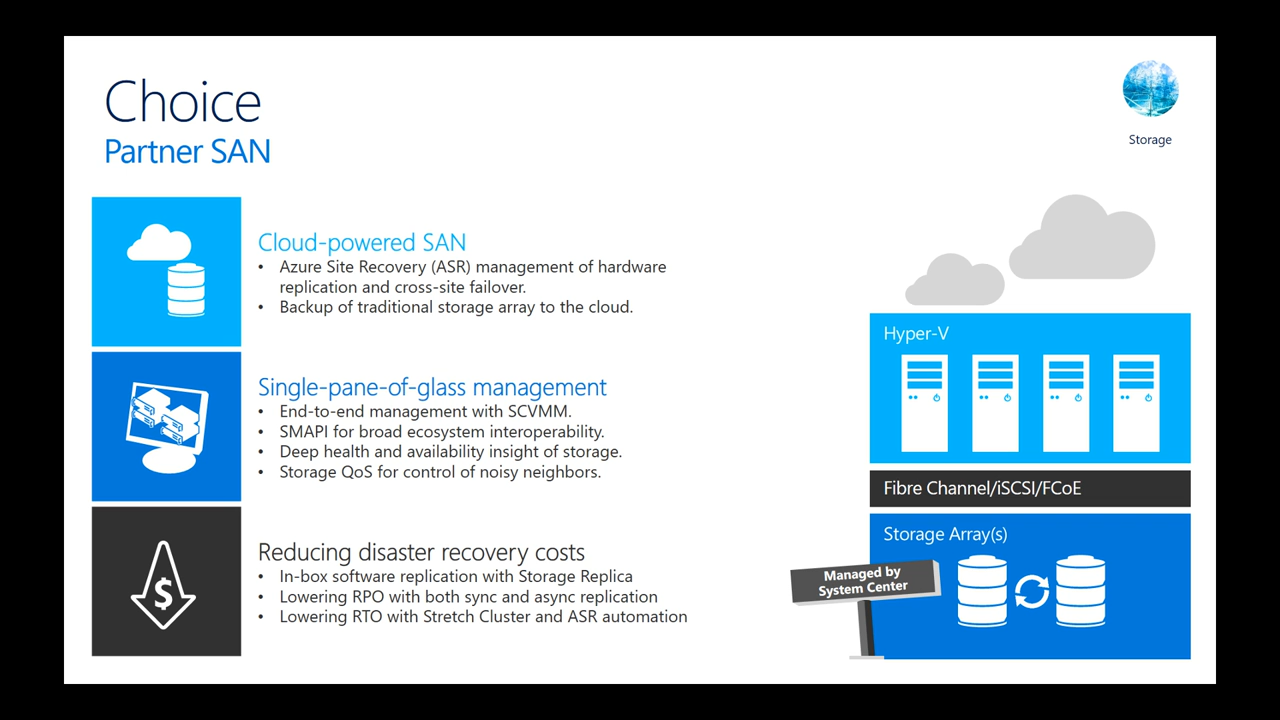 Choice
Partner SAN
Storage
Cloud-powered SAN
• Azure Site Recovery (ASR) management of hardware
replication and cross-site failover.
• Backup of traditional storage array to the cloud.
Single-pane-of-glass management
• End-to-end management with SCVMM.
• SMAPI for broad ecosystem interoperability.
• Deep health and availability insight of storage.
• Storage QoS for control of noisy neighbors.
$
Reducing disaster recovery costs
• In-box software replication with Storage Replica
• Lowering RPO with both sync and async replication
• Lowering RTO with Stretch Cluster and ASR automation
Hyper-V
Fibre Channel/iSCSI/FCoE
Storage Array(s)
Managed by
System Center